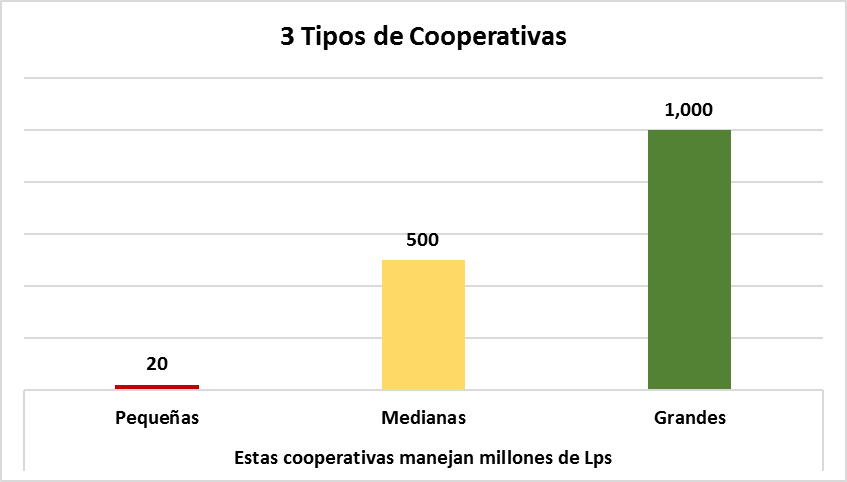 3 Tipos de Cooperativas
1,000
500
20
Pequeñas Medianas Grandes
Estas cooperativas manejan millones de Lps